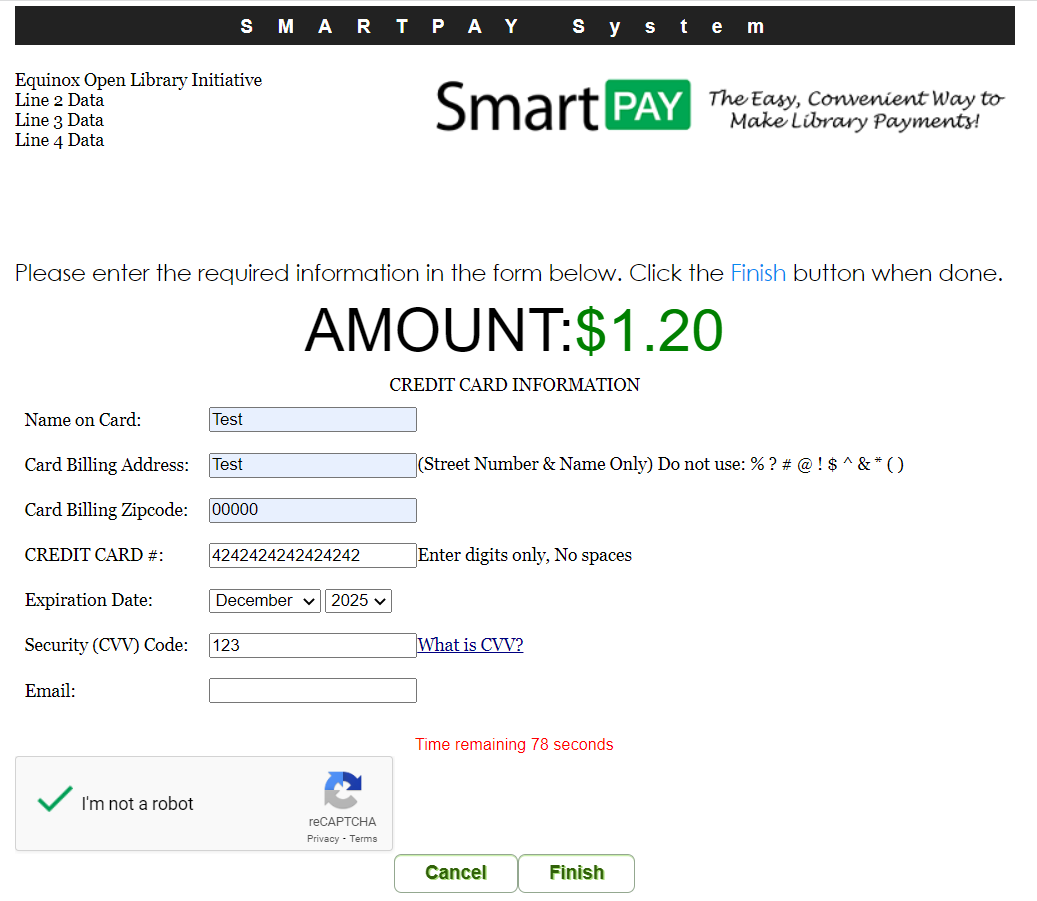 S M A R T P A Y S y s t e m
Equinox Open Library Initiative
Line 2 Data
Line 3 Data
Line 4 Data
Smart PAY
The Easy, Convenient Way to
Make Library Payments!
Please enter the required information in the form below. Click the Finish button when done.
AMOUNT:$1.20
CREDIT CARD INFORMATION
Name on Card: Test
Card Billing Address: Test (Street Number & Name Only) Do not use: % ? # @ ! $ ^ & * ( )
Card Billing Zipcode: 00000
CREDIT CARD #: 4242424242424242 Enter digits only, No spaces
Expiration Date: December 2025
Security (CVV) Code: 123 What is CVV?
Email:
Time remaining 78 seconds
I'm not a robot
reCAPTCHA
Privacy - Terms
Cancel Finish